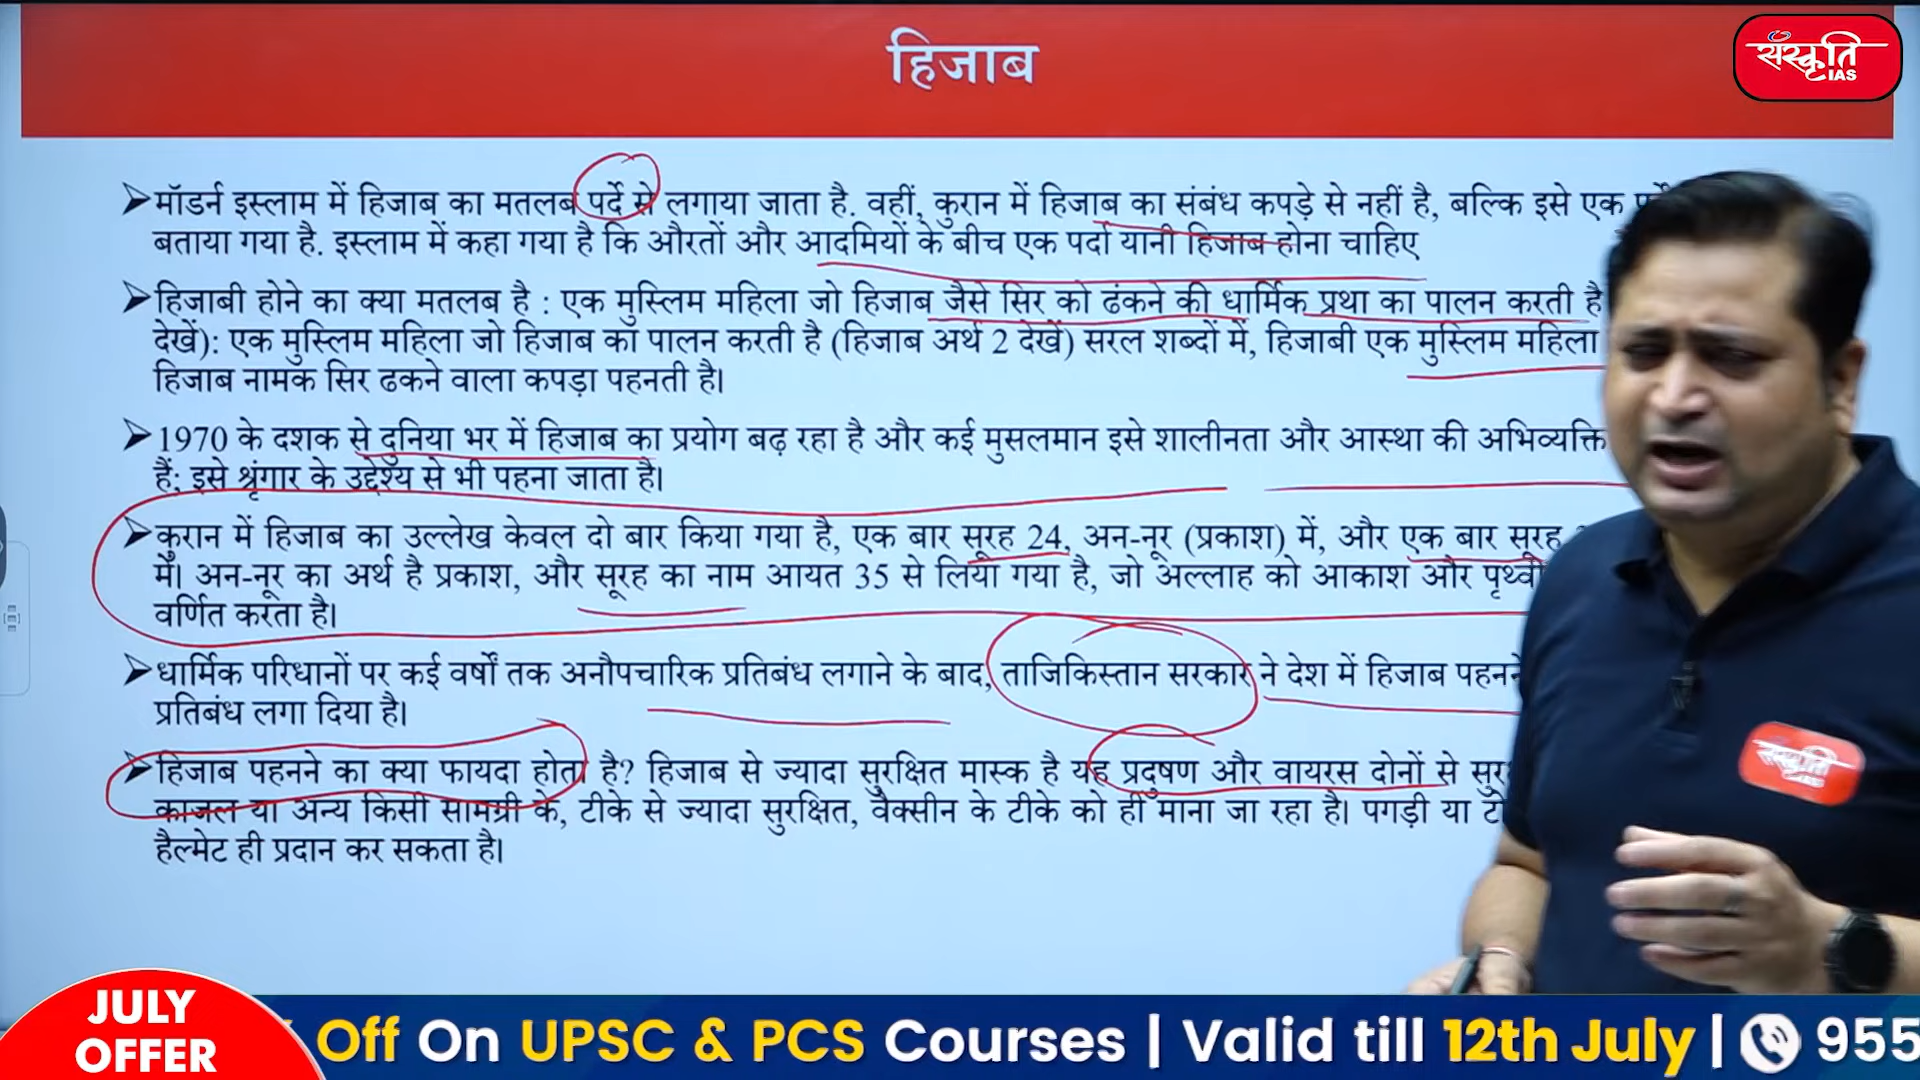 हिजाब
संस्कृति
IAS
➤मॉडर्न इस्लाम में हिजाब का मतलब पर्दे से लगाया जाता है. वहीं, कुरान में हिजाब का संबंध कपड़े से नहीं है, बल्कि इसे एक
बताया गया है. इस्लाम में कहा गया है कि औरतों और आदमियों के बीच एक पर्दा यानी हिजाब होना चाहिए
➤हिजाबी होने का क्या मतलब है : एक मुस्लिम महिला जो हिजाब जैसे सिर को ढंकने की धार्मिक प्रथा का पालन करती है
देखें): एक मुस्लिम महिला जो हिजाब का पालन करती है (हिजाब अर्थ 2 देखें) सरल शब्दों में, हिजाबी एक मुस्लिम महिला
हिजाब नामक सिर ढकने वाला कपड़ा पहनती है।
➤1970 के दशक से दुनिया भर में हिजाब का प्रयोग बढ़ रहा है और कई मुसलमान इसे शालीनता और आस्था की अभिव्यक्ति
हैं; इसे श्रृंगार के उद्देश्य से भी पहना जाता है।
➤कुरान में हिजाब का उल्लेख केवल दो बार किया गया है, एक बार सूरह 24, अन-नूर (प्रकाश) में, और एक बार सूरह
में। अन-नूर का अर्थ है प्रकाश, और सूरह का नाम आयत 35 से लिया गया है, जो अल्लाह को आकाश और पृथ्वी
वर्णित करता है।
➤धार्मिक परिधानों पर कई वर्षों तक अनौपचारिक प्रतिबंध लगाने के बाद, ताजिकिस्तान सरकार ने देश में हिजाब पहनने
प्रतिबंध लगा दिया है।
➤हिजाब पहनने का क्या फायदा होता है? हिजाब से ज्यादा सुरक्षित मास्क है यह प्रदुषण और वायरस दोनों से
काजल या अन्य किसी सामग्री के, टीके से ज्यादा सुरक्षित, वैक्सीन के टीके को ही माना जा रहा है। पगड़ी या
हैल्मेट ही प्रदान कर सकता है।
संस्कृति
IAS
JULY
OFFER
% Off On UPSC & PCS Courses | Valid till 12th July | 955